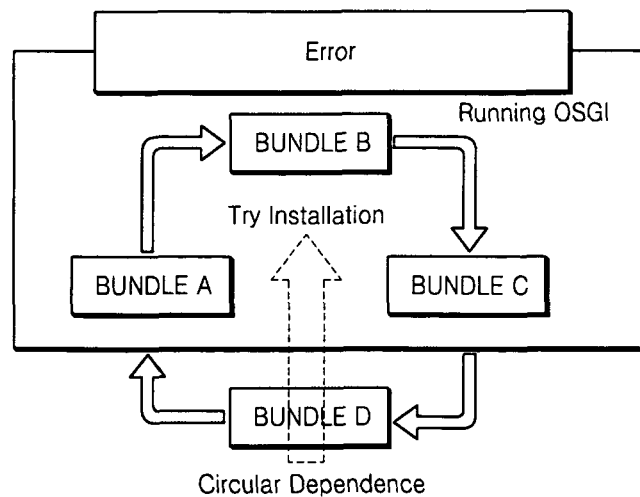 Error
Running OSGI
BUNDLE B
Try Installation
BUNDLE A
BUNDLE C
BUNDLE D
Circular Dependence